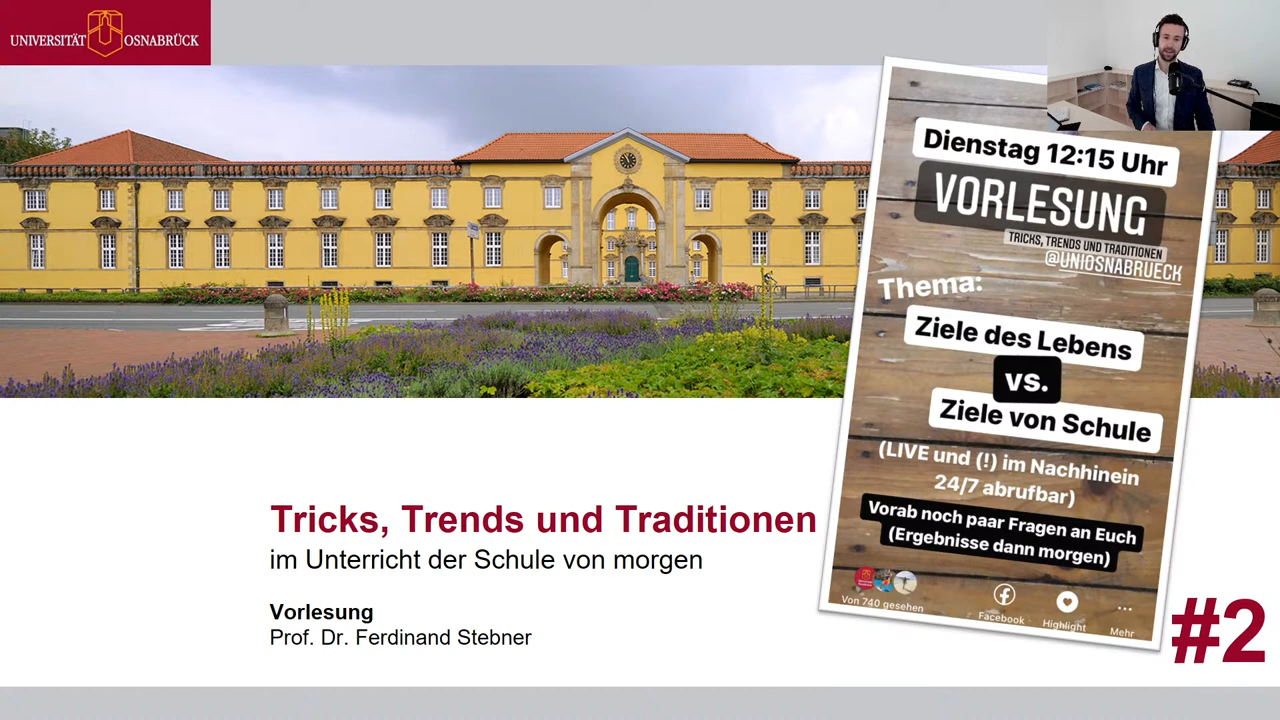 UNIVERSITÄT OSNABRÜCK
Dienstag 12:15 Uhr
VORLESUNG
TRICKS, TRENDS UND TRADITIONEN
@UNIOSNABRUECK
Thema:
Ziele des Lebens
vs.
Ziele von Schule
(LIVE und (!) im Nachhinein
24/7 abrufbar)
Vorab noch paar Fragen an Euch
(Ergebnisse dann morgen)
Von 740 gesehen
Facebook
Highlight
Mehr
Tricks, Trends und Traditionen
im Unterricht der Schule von morgen
Vorlesung
Prof. Dr. Ferdinand Stebner
#2